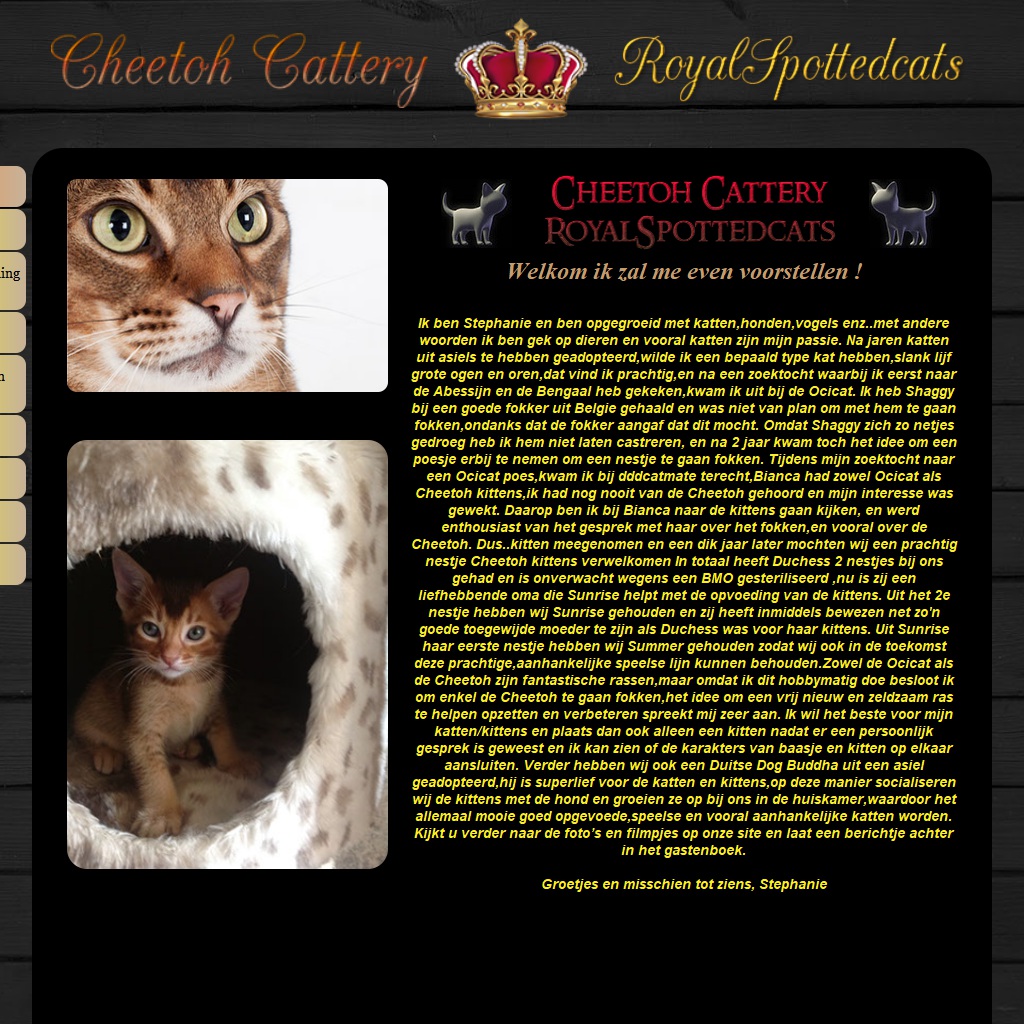 Cheetoh Cattery RoyalSpottedcats
Cheetoh Cattery
RoyalSpottedcats
Welkom ik zal me even voorstellen !
Ik ben Stephanie en ben opgegroeid met katten,honden,vogels enz..met andere
woorden ik ben gek op dieren en vooral katten zijn mijn passie. Na jaren katten
uit asiels te hebben geadopteerd,wilde ik een bepaald type kat hebben,slank lijf
grote ogen en oren,dat vind ik prachtig,en na een zoektocht waarbij ik eerst naar
de Abessijn en de Bengaal heb gekeken,kwam ik uit bij de Ocicat. Ik heb Shaggy
bij een goede fokker uit Belgie gehaald en was niet van plan om met hem te gaan
fokken,ondanks dat de fokker aangaf dat dit mocht. Omdat Shaggy zich zo netjes
gedroeg heb ik hem niet laten castreren, en na 2 jaar kwam toch het idee om een
poesje erbij te nemen om een nestje te gaan fokken. Tijdens mijn zoektocht naar
een Ocicat poes,kwam ik bij dddcatmate terecht,Bianca had zowel Ocicat als
Cheetoh kittens,ik had nog nooit van de Cheetoh gehoord en mijn interesse was
gewekt. Daarop ben ik bij Bianca naar de kittens gaan kijken, en werd
enthousiast van het gesprek met haar over het fokken,en vooral over de
Cheetoh. Dus..kitten meegenomen en een dik jaar later mochten wij een prachtig
nestje Cheetoh kittens verwelkomen In totaal heeft Duchess 2 nestjes bij ons
gehad en is onverwacht wegens een BMO gesteriliseerd ,nu is zij een
liefhebbende oma die Sunrise helpt met de opvoeding van de kittens. Uit het 2e
nestje hebben wij Sunrise gehouden en zij heeft inmiddels bewezen net zo'n
goede toegewijde moeder te zijn als Duchess was voor haar kittens. Uit Sunrise
haar eerste nestje hebben wij Summer gehouden zodat wij ook in de toekomst
deze prachtige,aanhankelijke speelse lijn kunnen behouden.Zowel de Ocicat als
de Cheetoh zijn fantastische rassen,maar omdat ik dit hobbymatig doe besloot ik
om enkel de Cheetoh te gaan fokken,het idee om een vrij nieuw en zeldzaam ras
te helpen opzetten en verbeteren spreekt mij zeer aan. Ik wil het beste voor mijn
katten/kittens en plaats dan ook alleen een kitten nadat er een persoonlijk
gesprek is geweest en ik kan zien of de karakters van baasje en kitten op elkaar
aansluiten. Verder hebben wij ook een Duitse Dog Buddha uit een asiel
geadopteerd,hij is superlief voor de katten en kittens,op deze manier socialiseren
wij de kittens met de hond en groeien ze op bij ons in de huiskamer,waardoor het
allemaal mooie goed opgevoede,speelse en vooral aanhankelijke katten worden.
Kijkt u verder naar de foto's en filmpjes op onze site en laat een berichtje achter
in het gastenboek.
Groetjes en misschien tot ziens, Stephanie